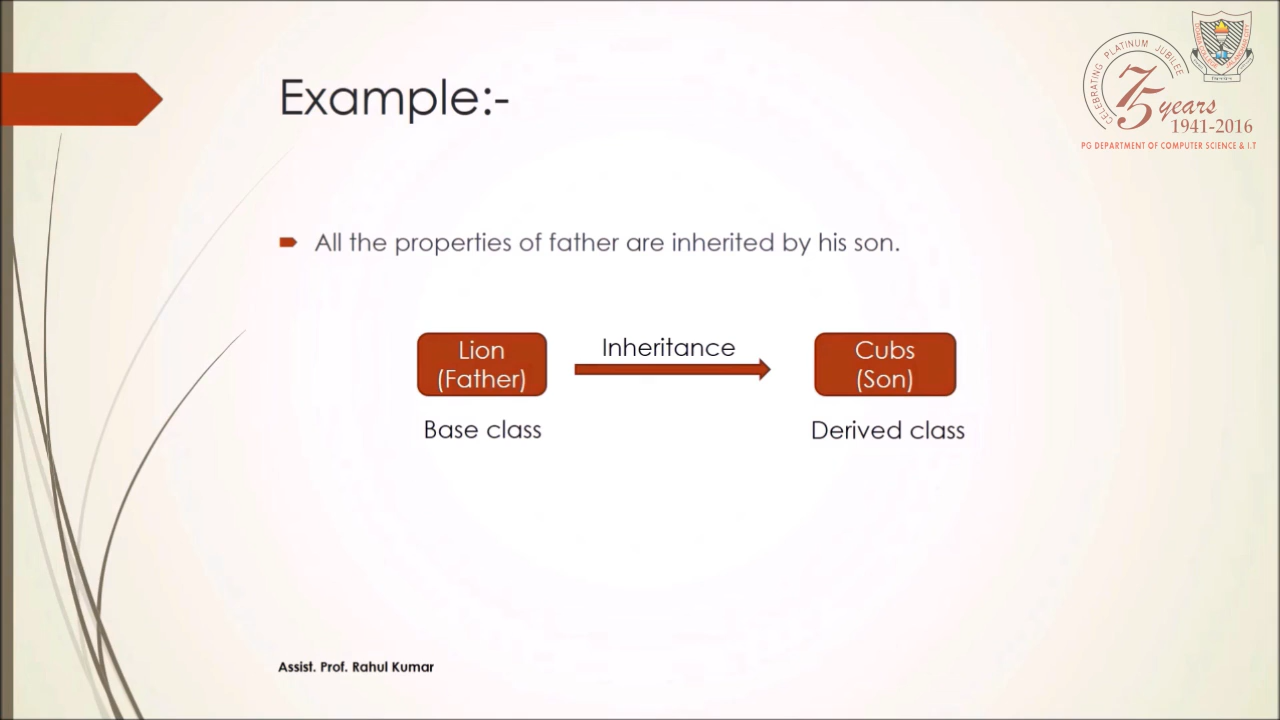 CELEBRATING PLATINUM JUBILEE
75 years
1941-2016
PG DEPARTMENT OF COMPUTER SCIENCE & I.T
Example:-
All the properties of father are inherited by his son.
Lion
(Father)
Inheritance
Cubs
(Son)
Base class
Derived class
Assist. Prof. Rahul Kumar